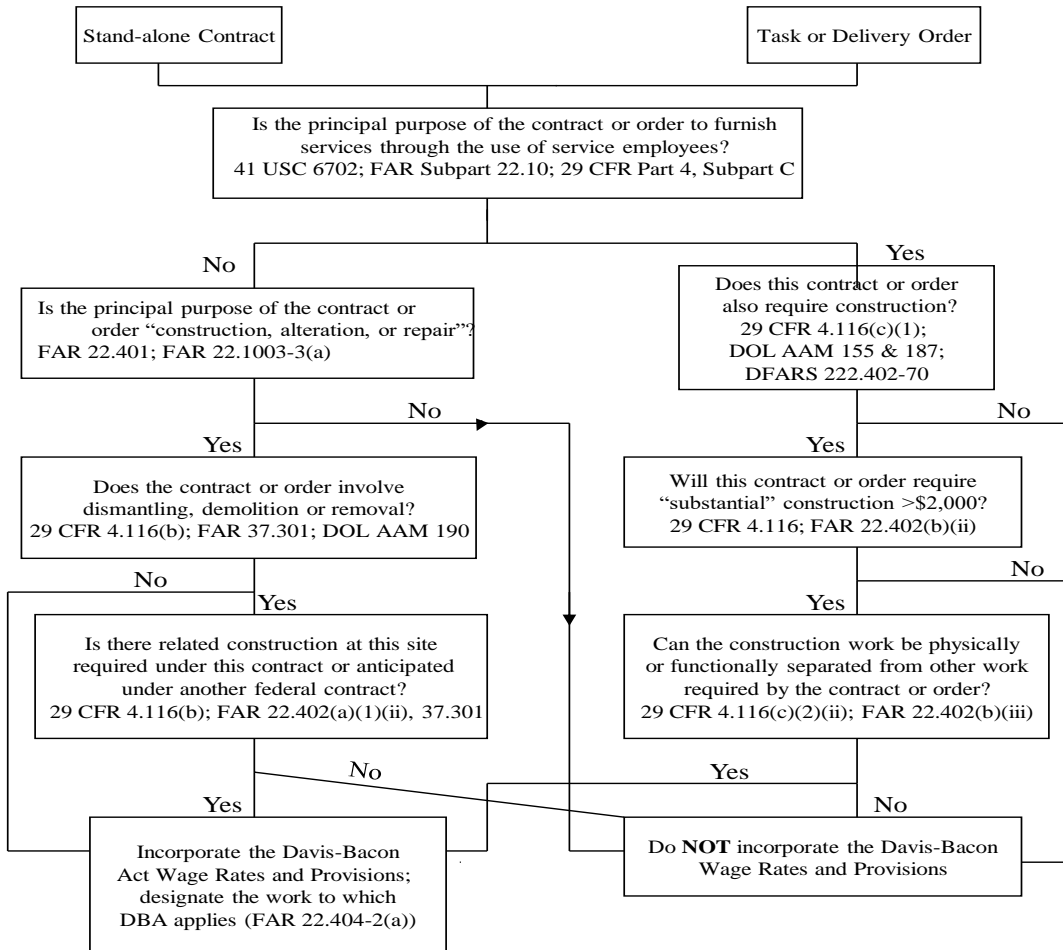 Stand-alone Contract
Task or Delivery Order
Is the principal purpose of the contract or order to furnish
services through the use of service employees?
41 USC 6702; FAR Subpart 22.10; 29 CFR Part 4, Subpart C
No
Yes
Is the principal purpose of the contract or
order “construction, alteration, or repair”?
FAR 22.401; FAR 22.1003-3(a)
Does this contract or order
also require construction?
29 CFR 4.116(c)(1);
DOL AAM 155 & 187;
DFARS 222.402-70
No
No
Yes
Yes
Does the contract or order involve
dismantling, demolition or removal?
29 CFR 4.116(b); FAR 37.301; DOL AAM 190
Will this contract or order require
“substantial” construction >$2,000?
29 CFR 4.116; FAR 22.402(b)(ii)
No
No
Yes
Yes
Is there related construction at this site
required under this contract or anticipated
under another federal contract?
29 CFR 4.116(b); FAR 22.402(a)(1)(ii), 37.301
Can the construction work be physically
or functionally separated from other work
required by the contract or order?
29 CFR 4.116(c)(2)(ii); FAR 22.402(b)(iii)
No
Yes
Yes
No
Incorporate the Davis-Bacon
Act Wage Rates and Provisions;
designate the work to which
DBA applies (FAR 22.404-2(a))
Do NOT incorporate the Davis-Bacon
Wage Rates and Provisions